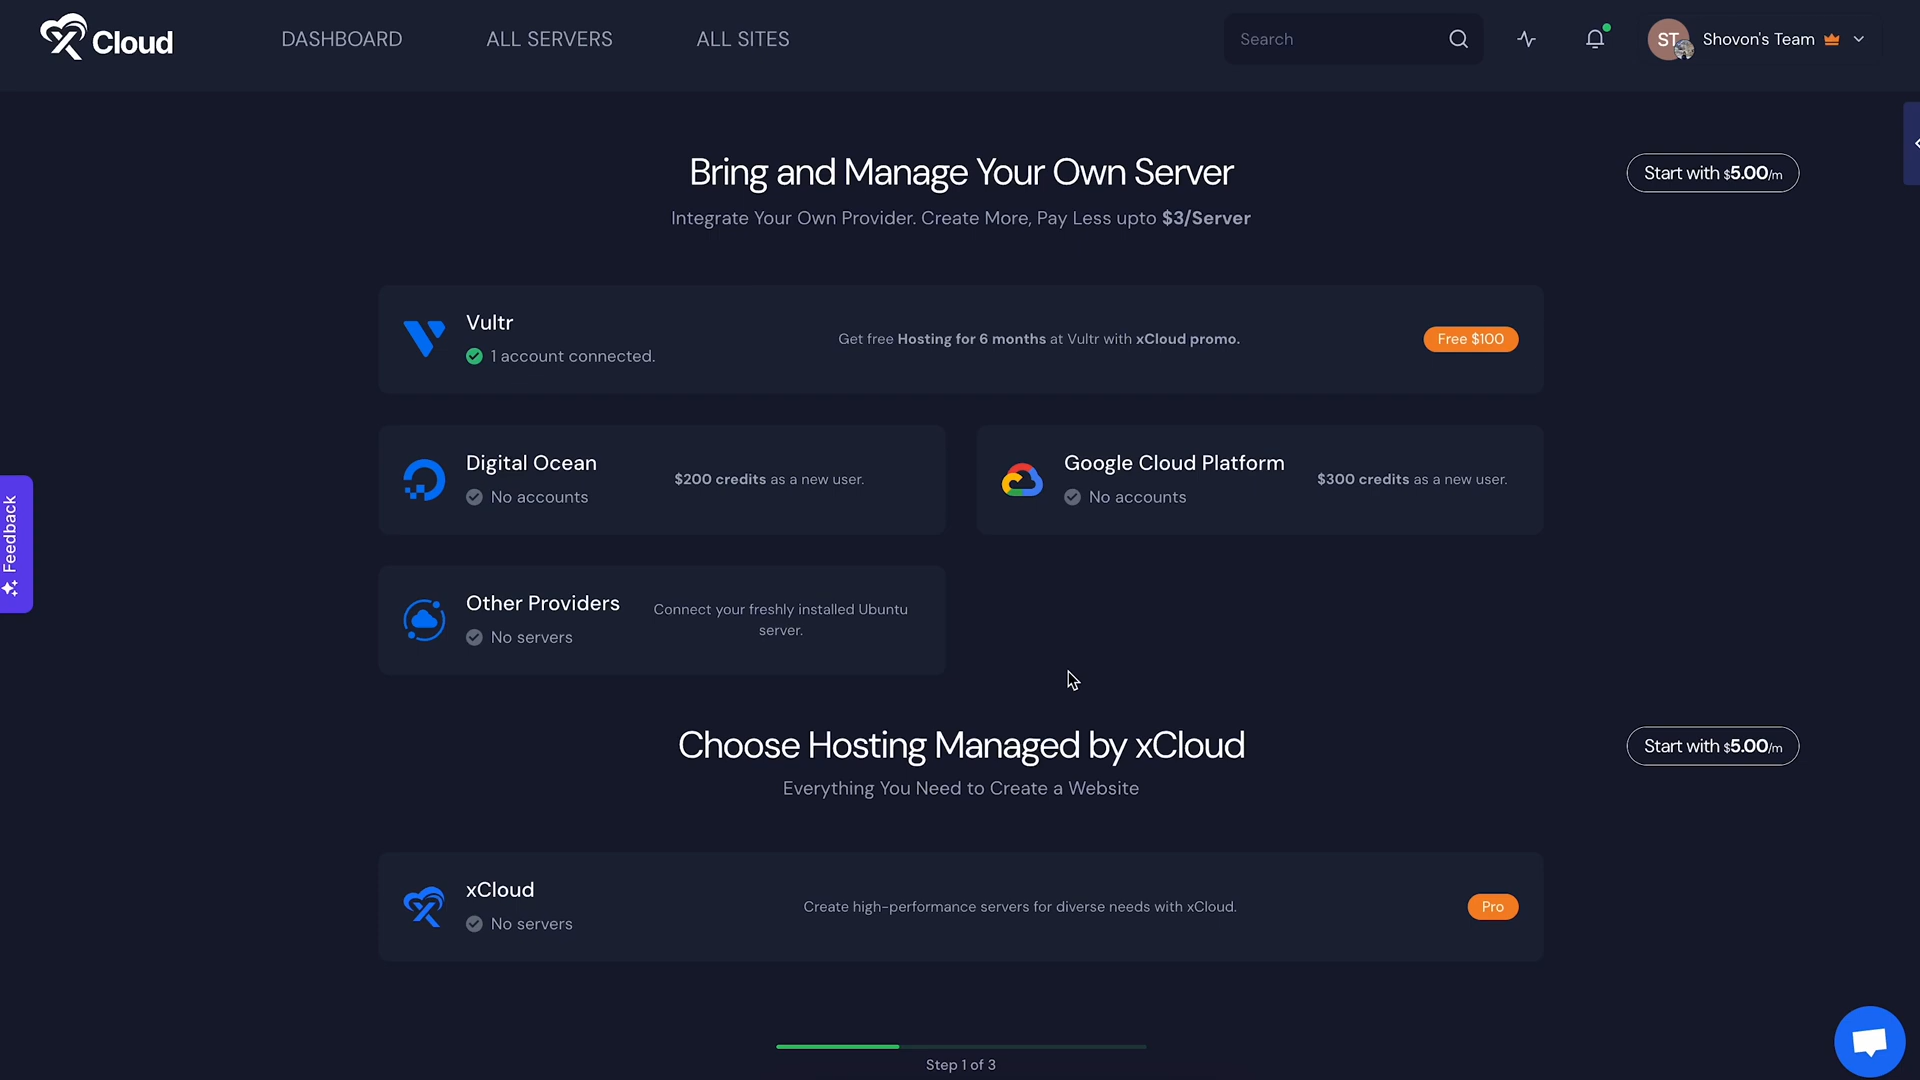 Cloud
DASHBOARD
ALL SERVERS
ALL SITES
Search
ST
Shovon's Team
Bring and Manage Your Own Server
Start with $5.00/m
Integrate Your Own Provider. Create More, Pay Less upto $3/Server
Vultr
1 account connected.
Get free Hosting for 6 months at Vultr with xCloud promo.
Free $100
Digital Ocean
No accounts
$200 credits as a new user.
Google Cloud Platform
No accounts
$300 credits as a new user.
Feedback
Other Providers
No servers
Connect your freshly installed Ubuntu
server.
Choose Hosting Managed by xCloud
Start with $5.00/m
Everything You Need to Create a Website
xCloud
No servers
Create high-performance servers for diverse needs with xCloud.
Pro
Step 1 of 3